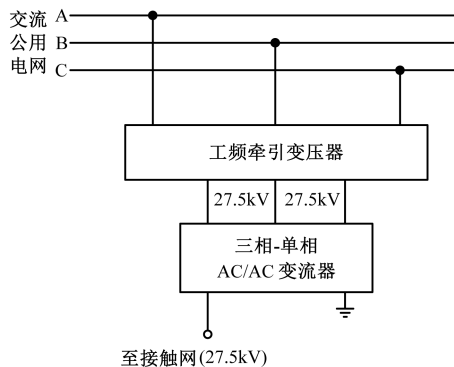 交流 A
公用 B
电网 C
工频牵引变压器
27.5kV 27.5kV
三相-单相
AC/AC 变流器
至接触网(27.5kV)